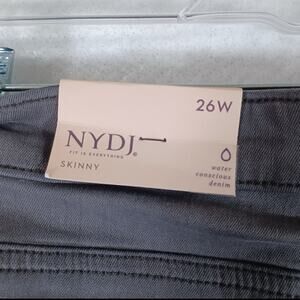 26W
NYDJ®
FIT IS EVERYTHING
SKINNY
water
conscious
denim